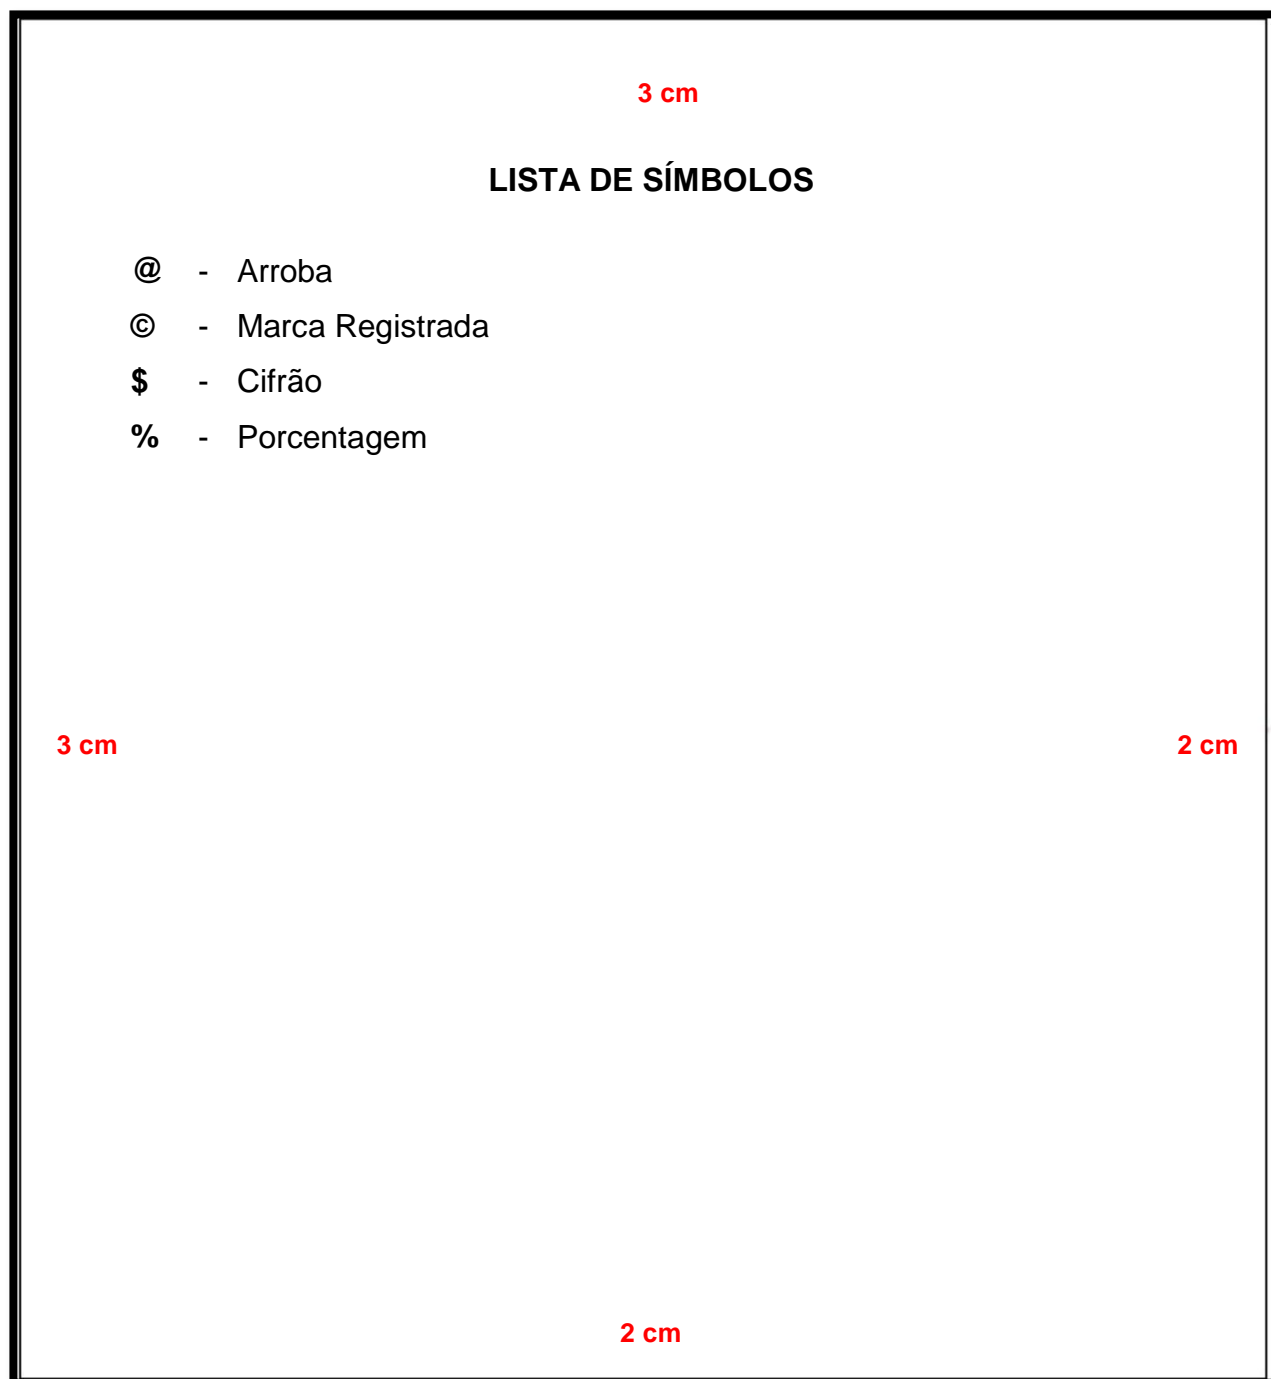 3 cm
LISTA DE SÍMBOLOS
@ - Arroba
© - Marca Registrada
$ - Cifrão
% - Porcentagem
3 cm 2 cm
2 cm